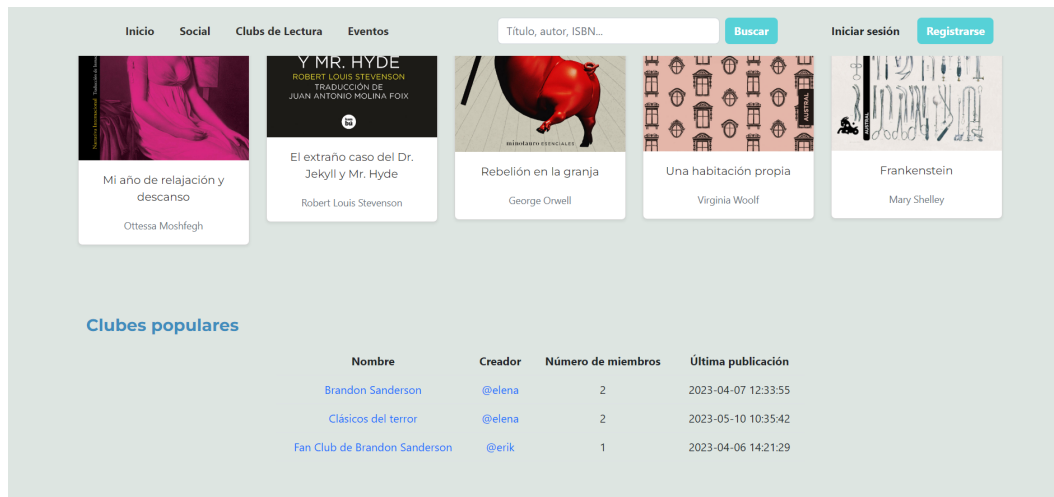 Inicio Social Clubs de Lectura Eventos Título, autor, ISBN... Buscar Iniciar sesión Registrarse
Narrativa Internacional
Y MR. HYDE
ROBERT LOUIS STEVENSON
TRADUCCIÓN DE
JUAN ANTONIO MOLINA FOIX
minotauro ESENCIALES
AUSTRAL
AUSTRAL
Mi año de relajación y
descanso
Ottessa Moshfegh
El extraño caso del Dr.
Jekyll y Mr. Hyde
Robert Louis Stevenson
Rebelión en la granja
George Orwell
Una habitación propia
Virginia Woolf
Frankenstein
Mary Shelley
Clubes populares
Nombre Creador Número de miembros Última publicación
Brandon Sanderson @elena 2 2023-04-07 12:33:55
Clásicos del terror @elena 2 2023-05-10 10:35:42
Fan Club de Brandon Sanderson @erik 1 2023-04-06 14:21:29